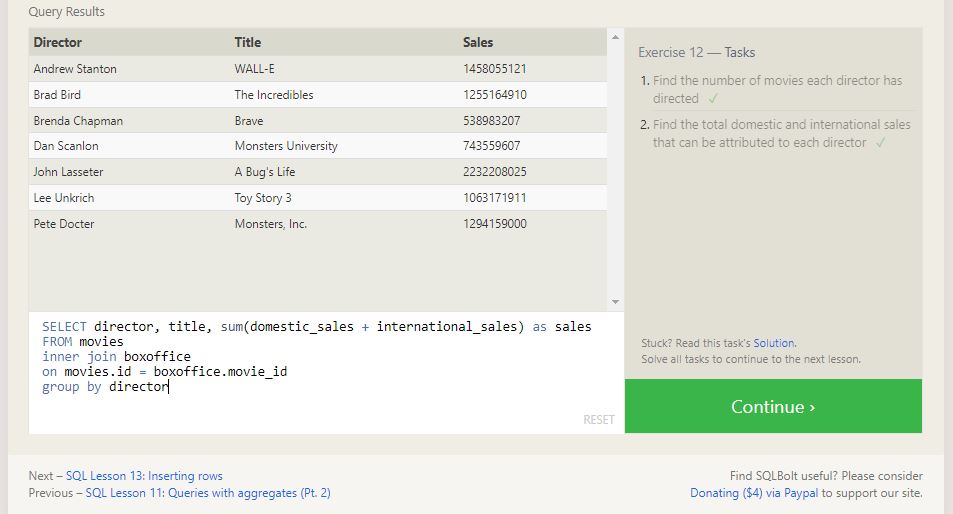 Query Results
Director Title Sales
Andrew Stanton WALL-E 1458055121
Brad Bird The Incredibles 1255164910
Brenda Chapman Brave 538983207
Dan Scanlon Monsters University 743559607
John Lasseter A Bug's Life 2232208025
Lee Unkrich Toy Story 3 1063171911
Pete Docter Monsters, Inc. 1294159000
SELECT director, title, sum(domestic_sales + international_sales) as sales
FROM movies
inner join boxoffice
on movies.id = boxoffice.movie_id
group by director
RESET
Exercise 12 — Tasks
1. Find the number of movies each director has
directed ✓
2. Find the total domestic and international sales
that can be attributed to each director ✓
Stuck? Read this task's Solution.
Solve all tasks to continue to the next lesson.
Continue ›
Next – SQL Lesson 13: Inserting rows
Previous – SQL Lesson 11: Queries with aggregates (Pt. 2)
Find SQLBolt useful? Please consider
Donating ($4) via Paypal to support our site.